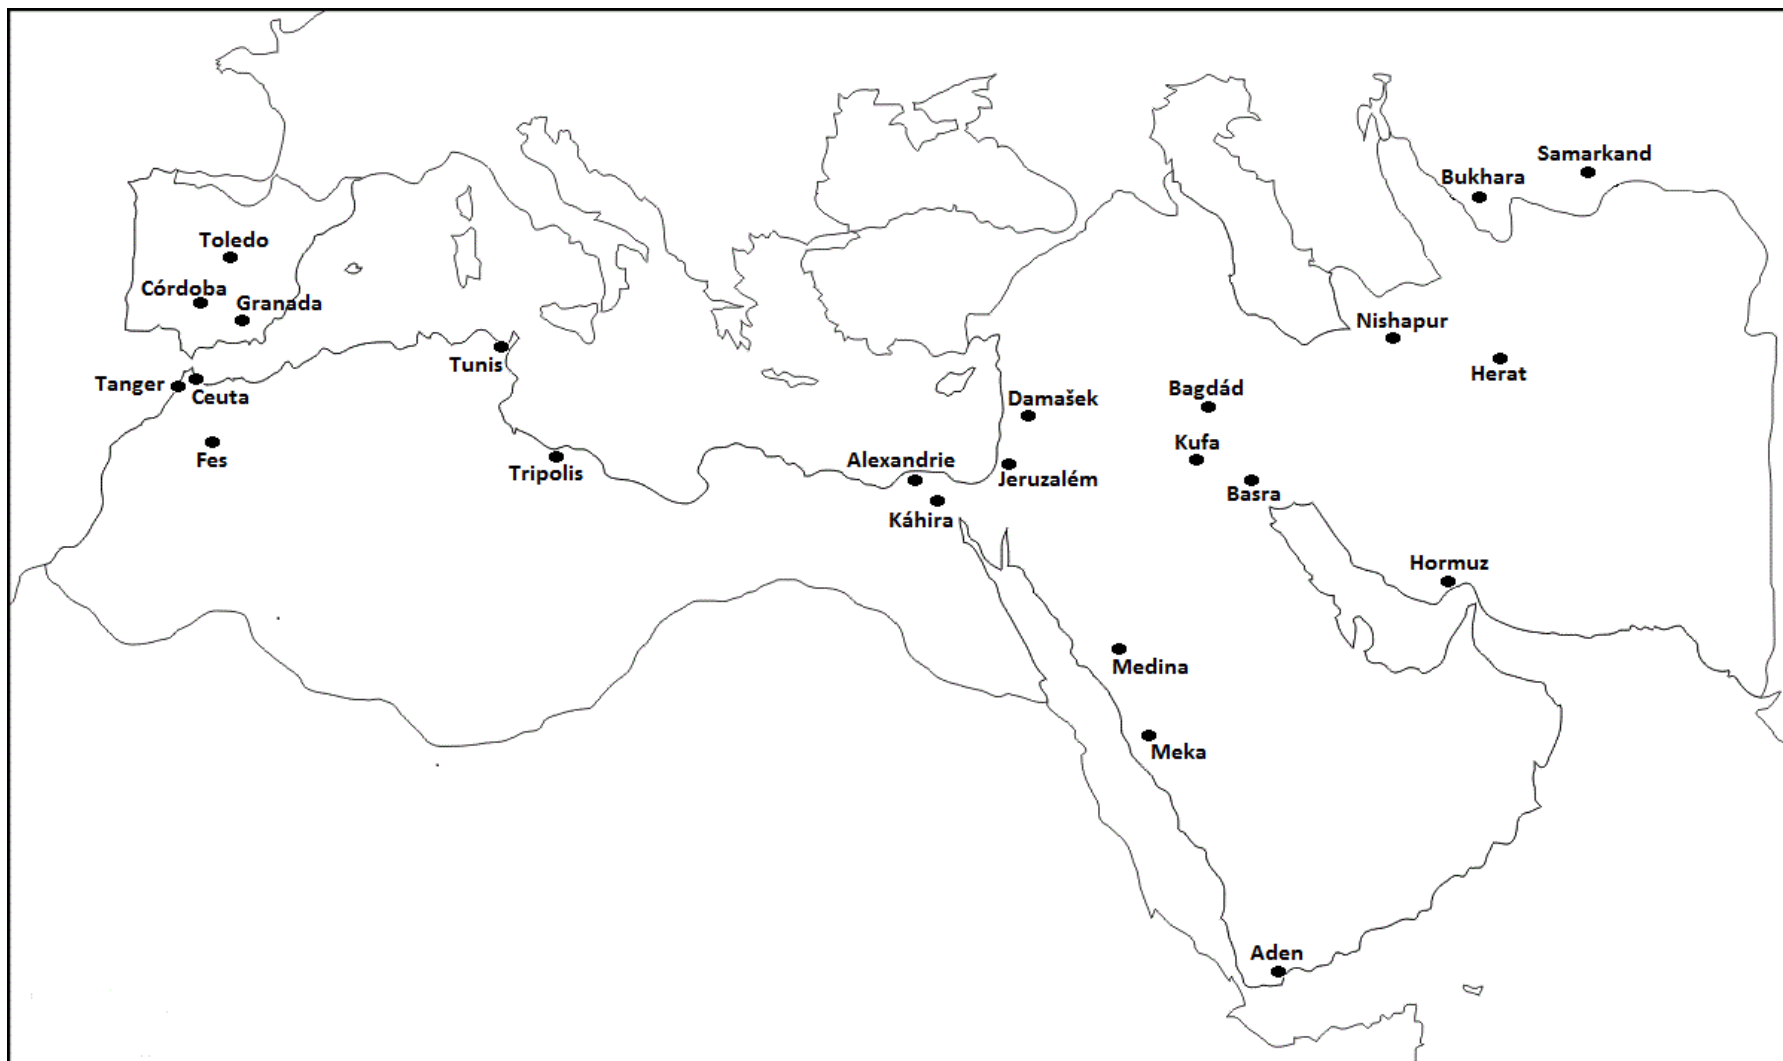 Samarkand
Bukhara
Toledo
Córdoba
Granada
Nishapur
Tunis
Herat
Tanger
Ceuta
Damašek
Bagdád
Kufa
Fes
Alexandrie
Tripolis
Jeruzalém
Basra
Káhira
Hormuz
Medina
Meka
Aden